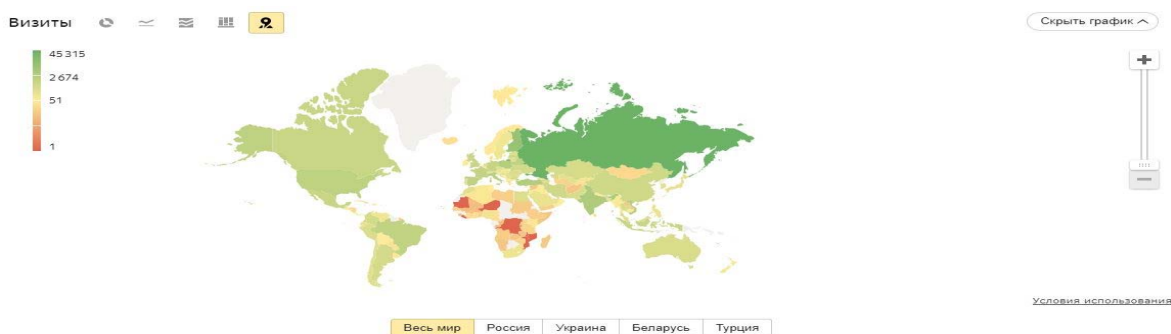 Визиты
Скрыть график
45 315
2 674
51
1
Условия использования
Весь мир Россия Украина Беларусь Турция